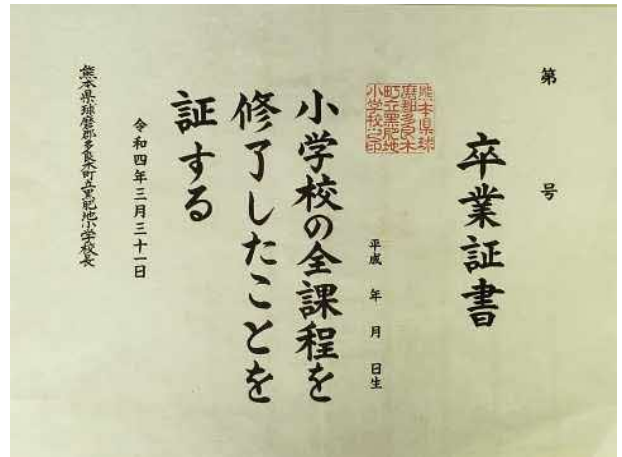 第　号
卒業証書
熊本県球
磨郡多良木
町立黒肥地
小学校之印
平成　年　月　日生
小学校の全課程を
修了したことを
証する
令和四年三月三十一日
熊本県球磨郡多良木町立黒肥地小学校長